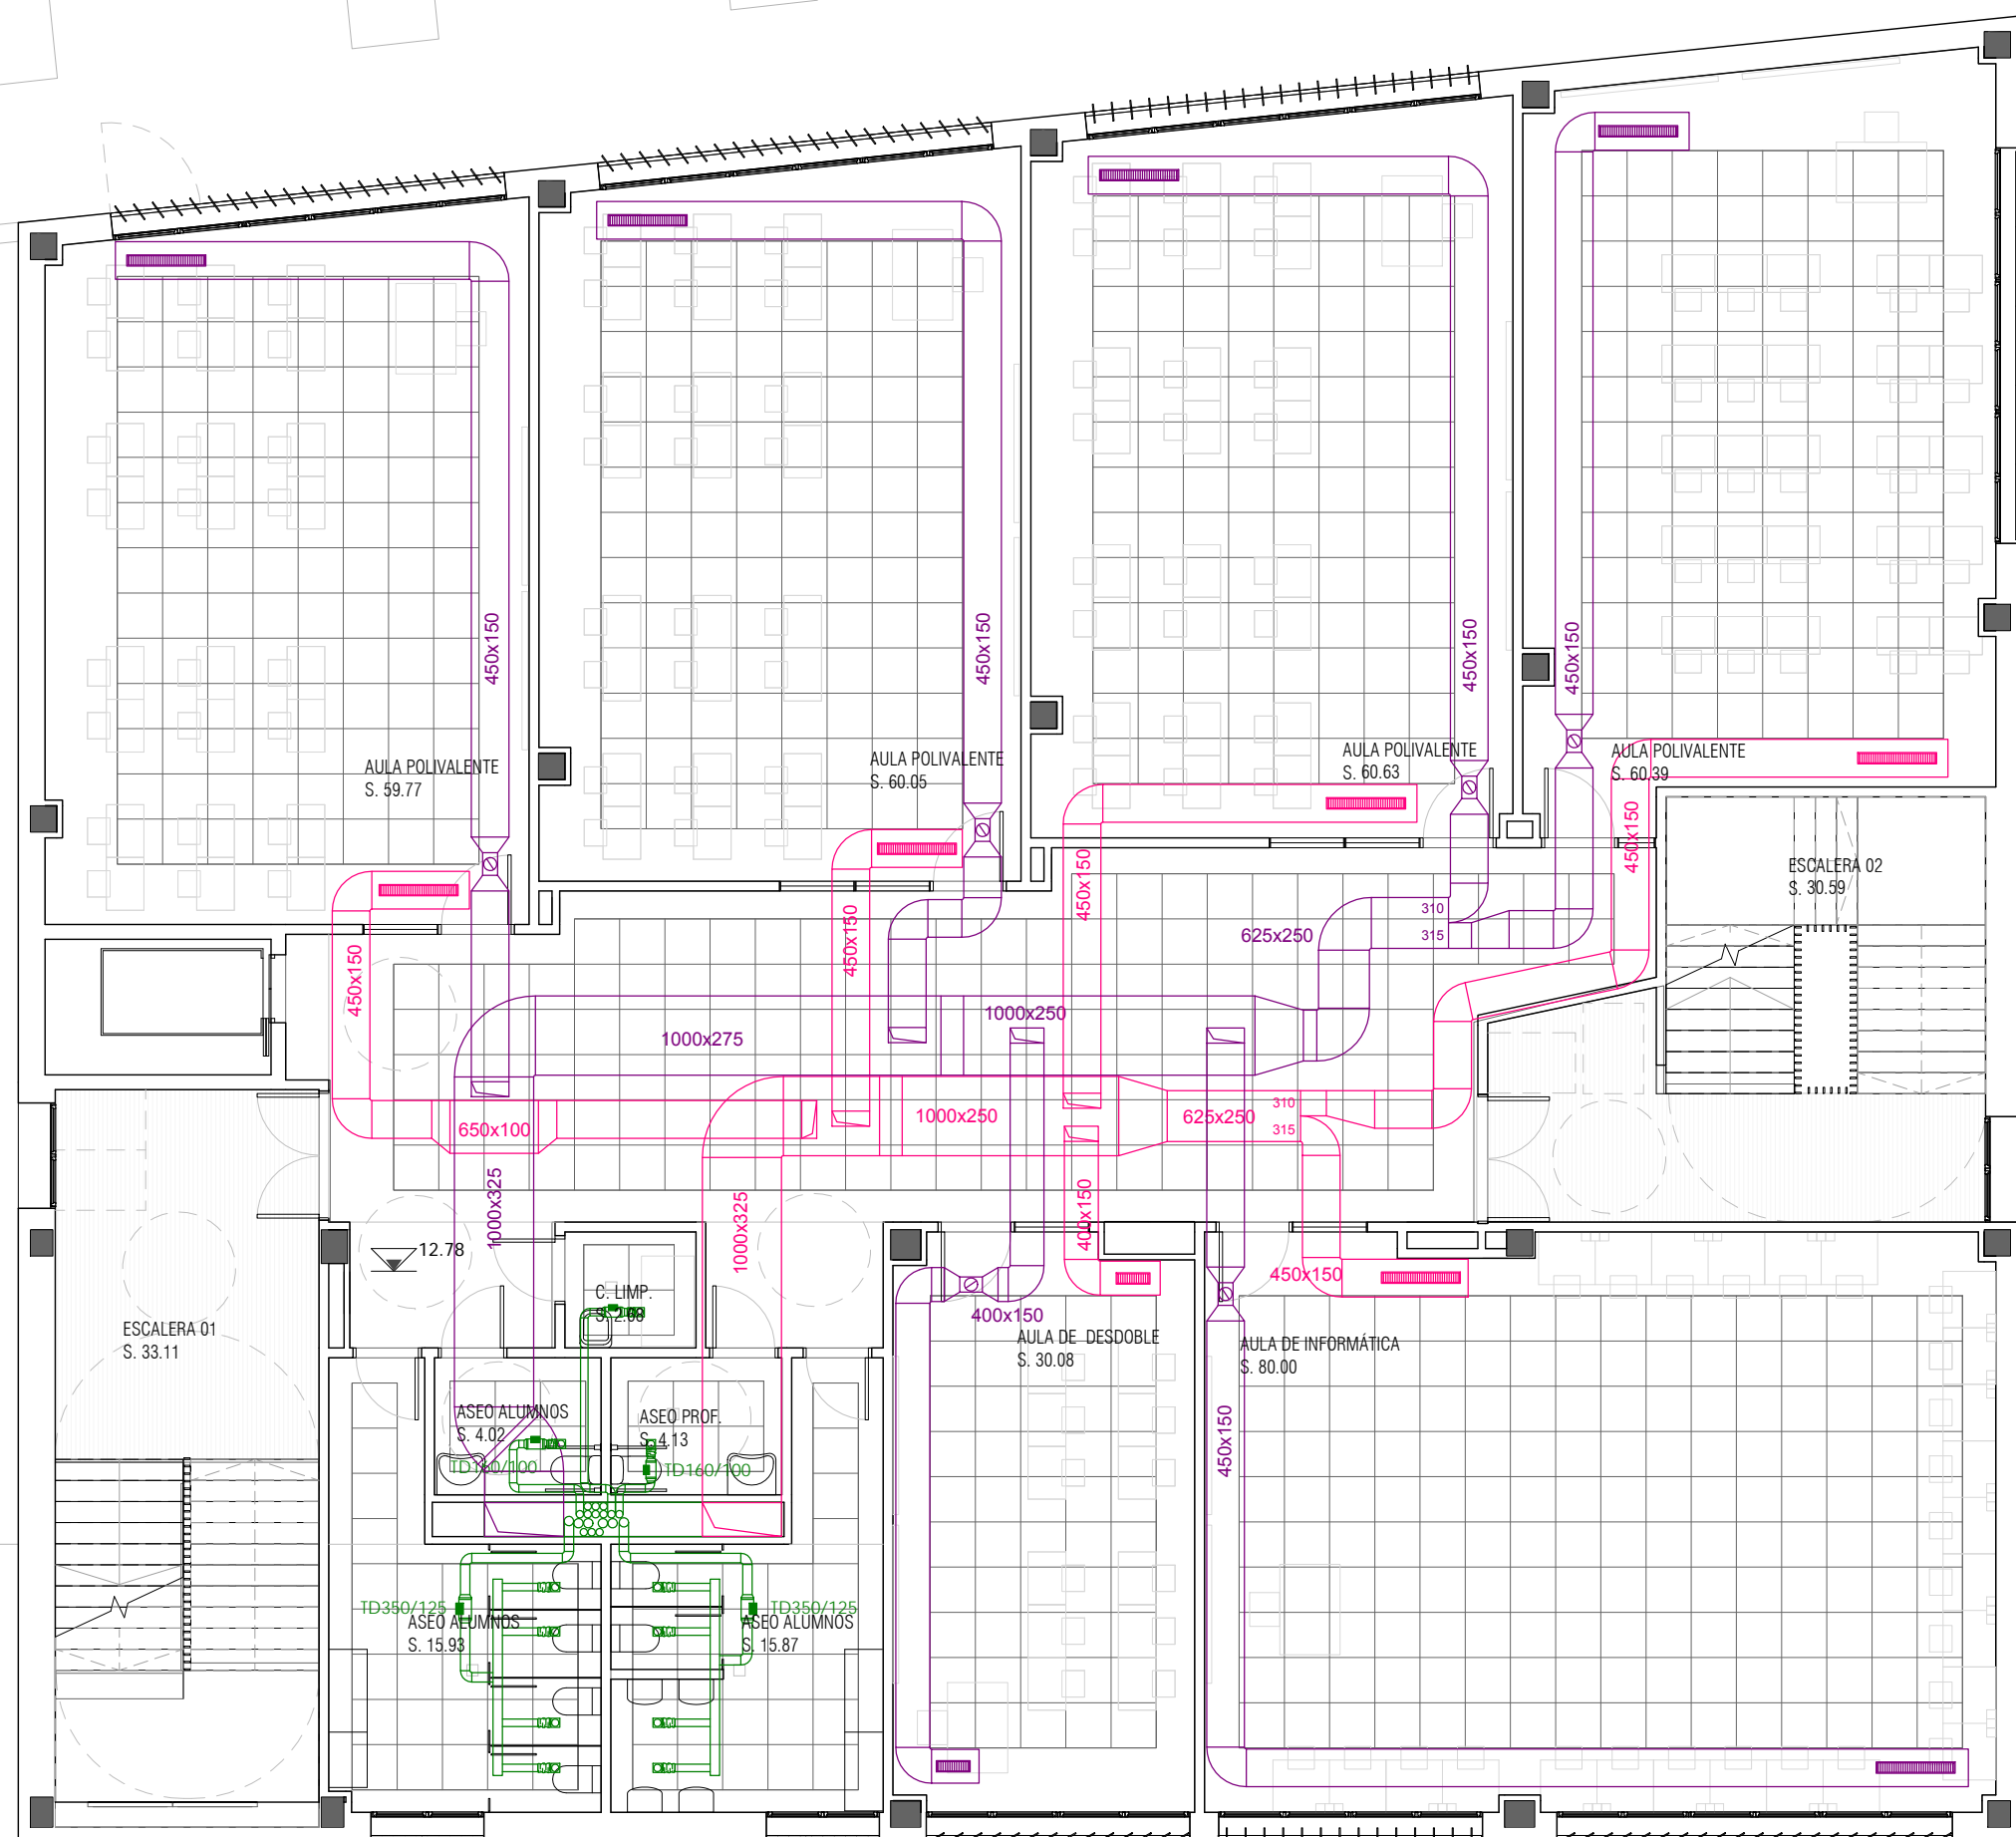 450x150
450x150
450x150
450x150
AULA POLIVALENTE
S. 59.77
AULA POLIVALENTE
S. 60.05
AULA POLIVALENTE
S. 60.63
AULA POLIVALENTE
S. 60.39
450x150
450x150
450x150
450x150
ESCALERA 02
S. 30.59
310
315
625x250
1000x275
1000x250
650x100
1000x250
625x250
310
315
1000x325
1000x325
400x150
12.78
450x150
C. LIMP.
S. 2.68
400x150
ESCALERA 01
S. 33.11
AULA DE DESDOBLE
S. 30.08
AULA DE INFORMÁTICA
S. 80.00
ASEO ALUMNOS
S. 4.02
ASEO PROF.
S. 4.13
450x150
TD160/100
TD160/100
TD350/125
TD350/125
ASEO ALUMNOS
S. 15.93
ASEO ALUMNOS
S. 15.87